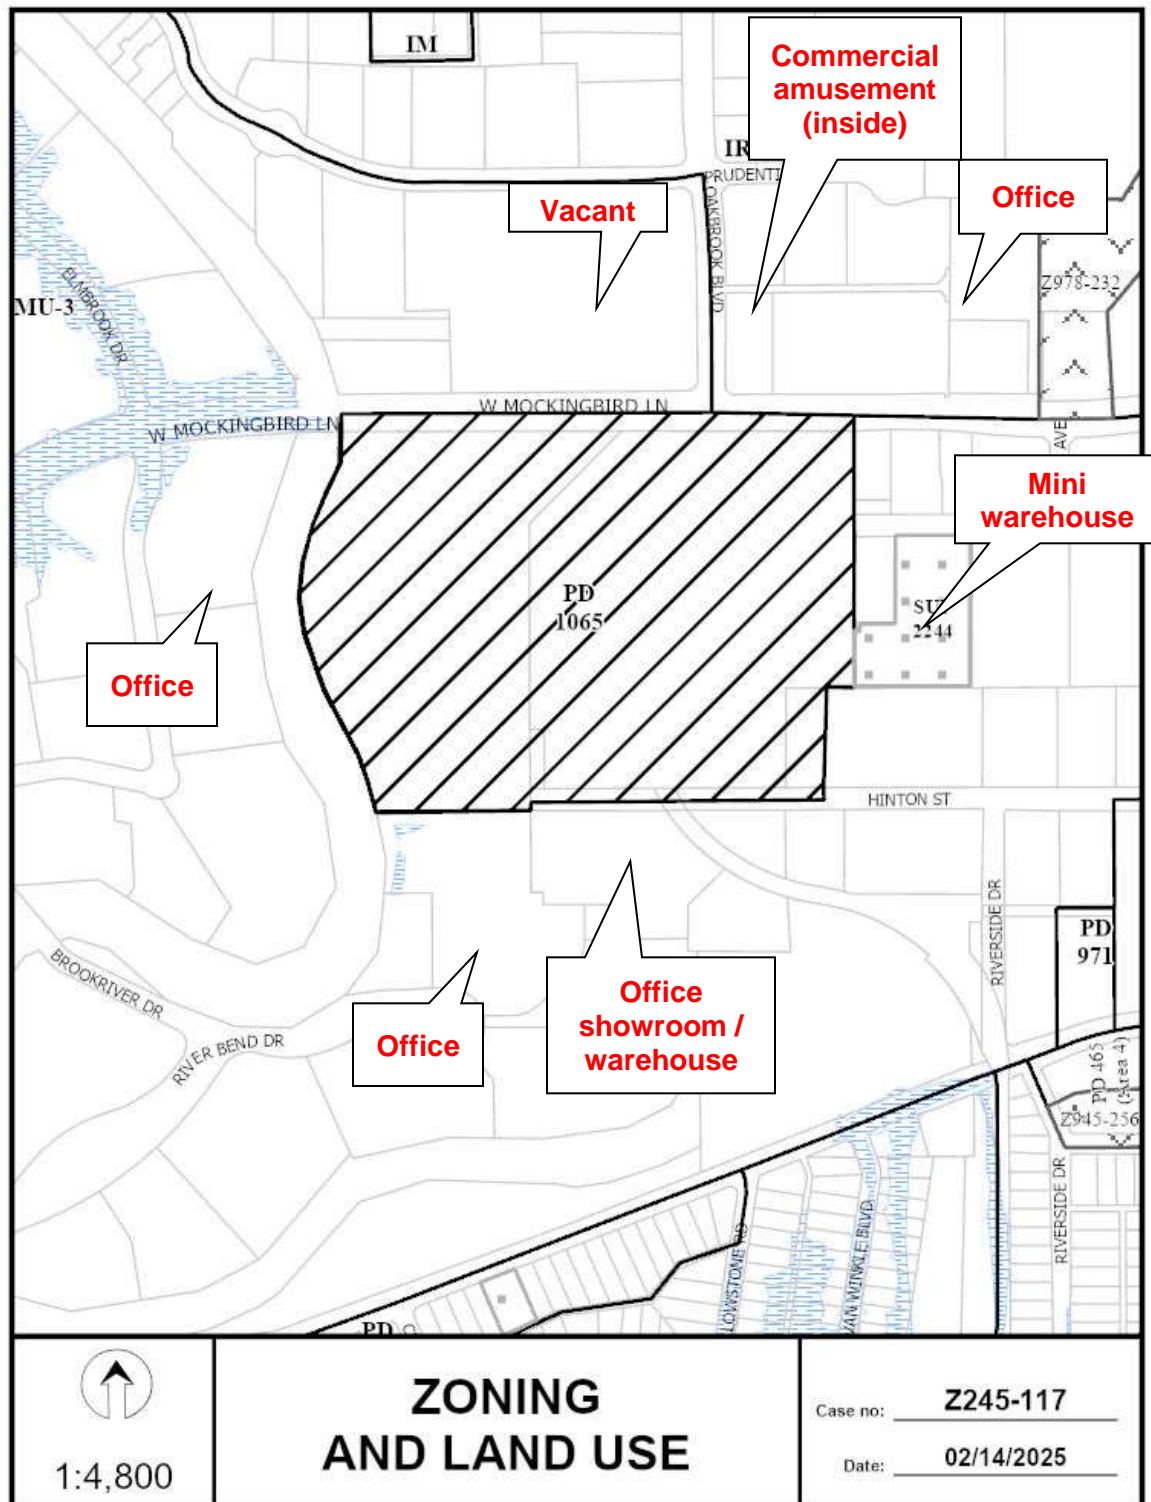 IM
Commercial
amusement
(inside)
IR
PRUDENTI
Vacant
Office
OAKBROOK BLVD
Z978-232
ELMBROOK DR
MU-3
W MOCKINGBIRD LN
W MOCKINGBIRD LN
AVE
Mini
warehouse
PD
1065
SU
2244
Office
HINTON ST
RIVERSIDE DR
PD
971
BROOKRIVER DR
RIVER BEND DR
Office
Office
showroom /
warehouse
PD 465
(Area 4)
Z945-256
RIVERSIDE DR
VAN WINKLE BLVD
LOWSTONE RD
PD
1:4,800
ZONING
AND LAND USE
Case no: Z245-117
Date: 02/14/2025